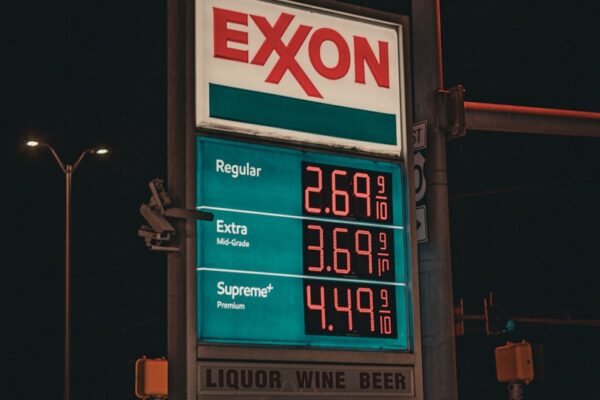 EXXON
Regular 2.69 9/10
Extra 3.69 9/10
Mid-Grade
Supreme+ 4.49 9/10
Premium
LIQUOR WINE BEER